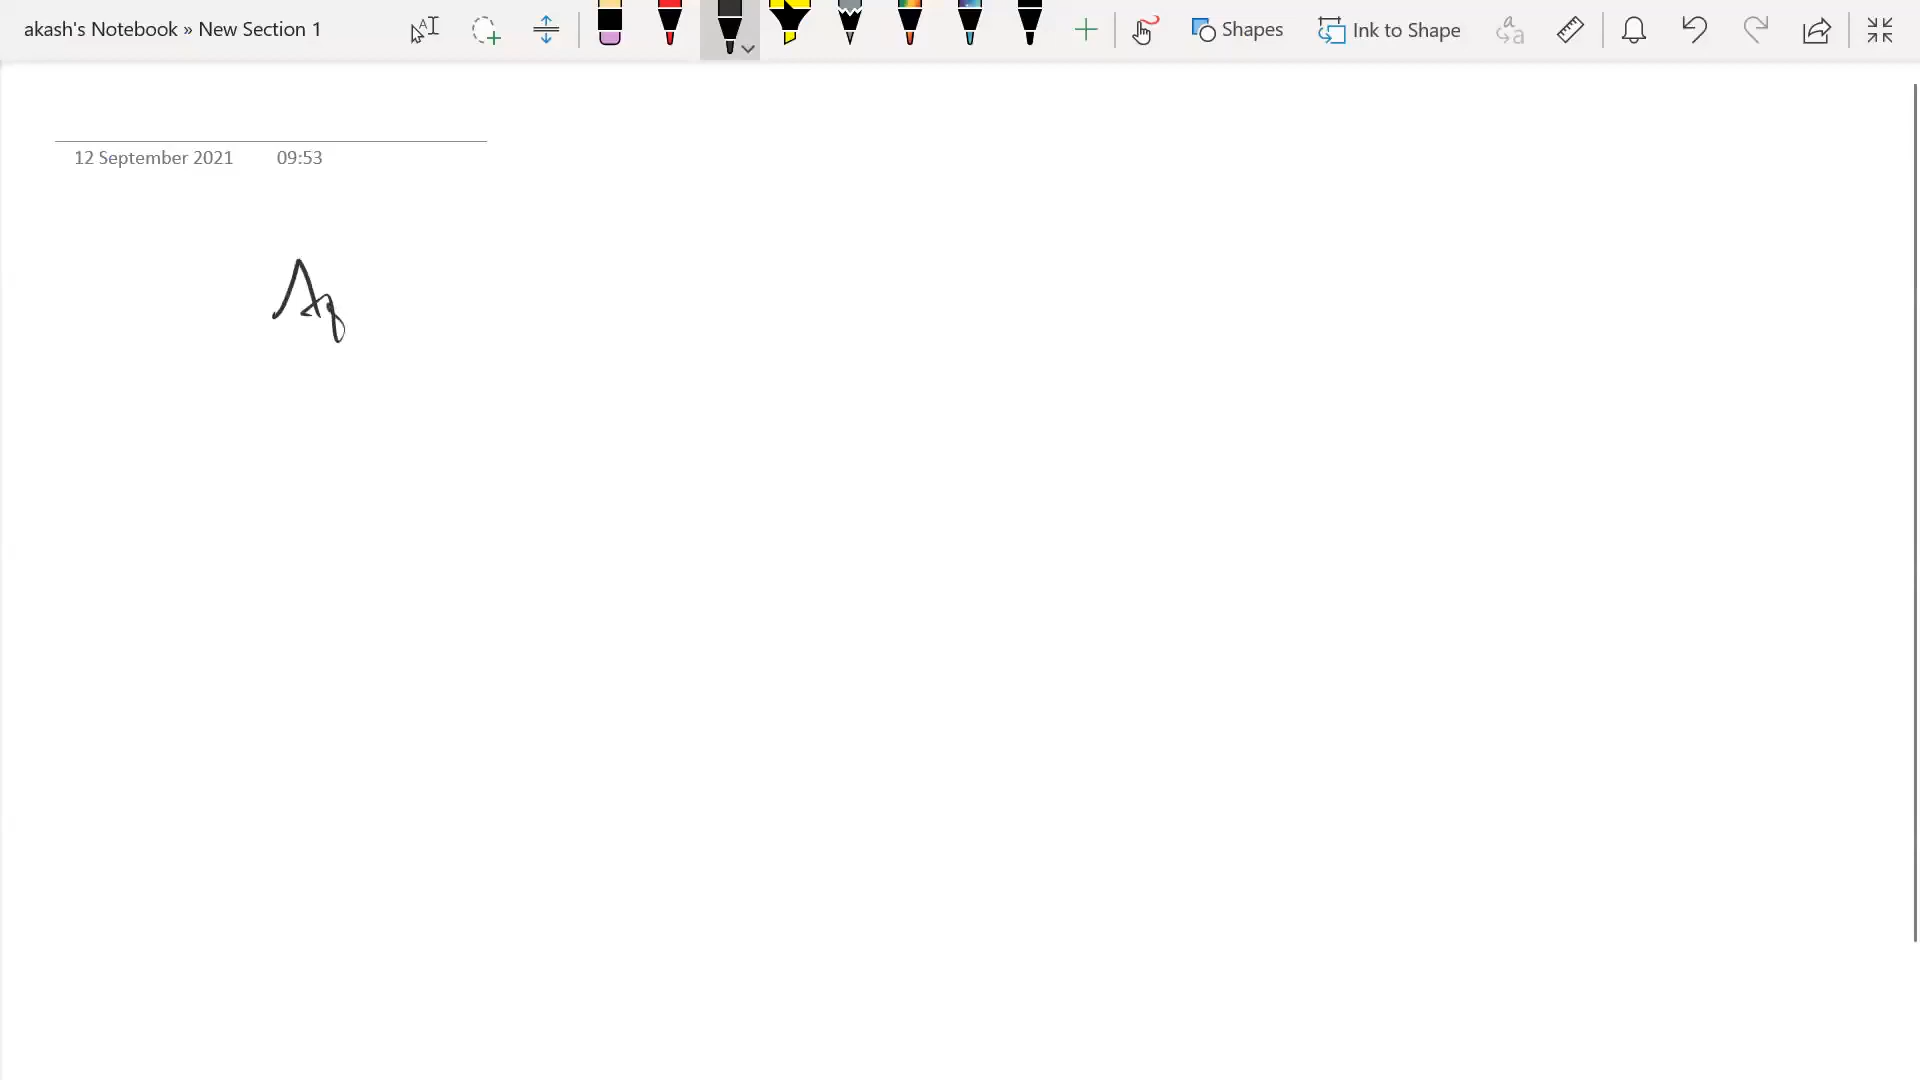 akash's Notebook » New Section 1 Shapes Ink to Shape
12 September 2021 09:53